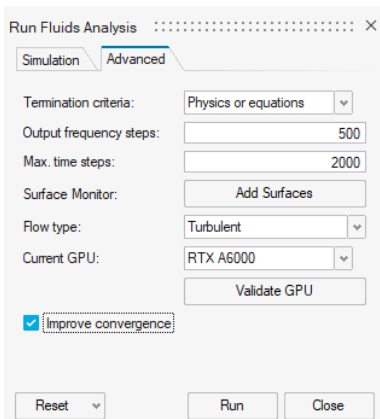 Run Fluids Analysis
Simulation Advanced
Termination criteria: Physics or equations
Output frequency steps: 500
Max. time steps: 2000
Surface Monitor: Add Surfaces
Flow type: Turbulent
Current GPU: RTX A6000
Validate GPU
Improve convergence
Reset Run Close